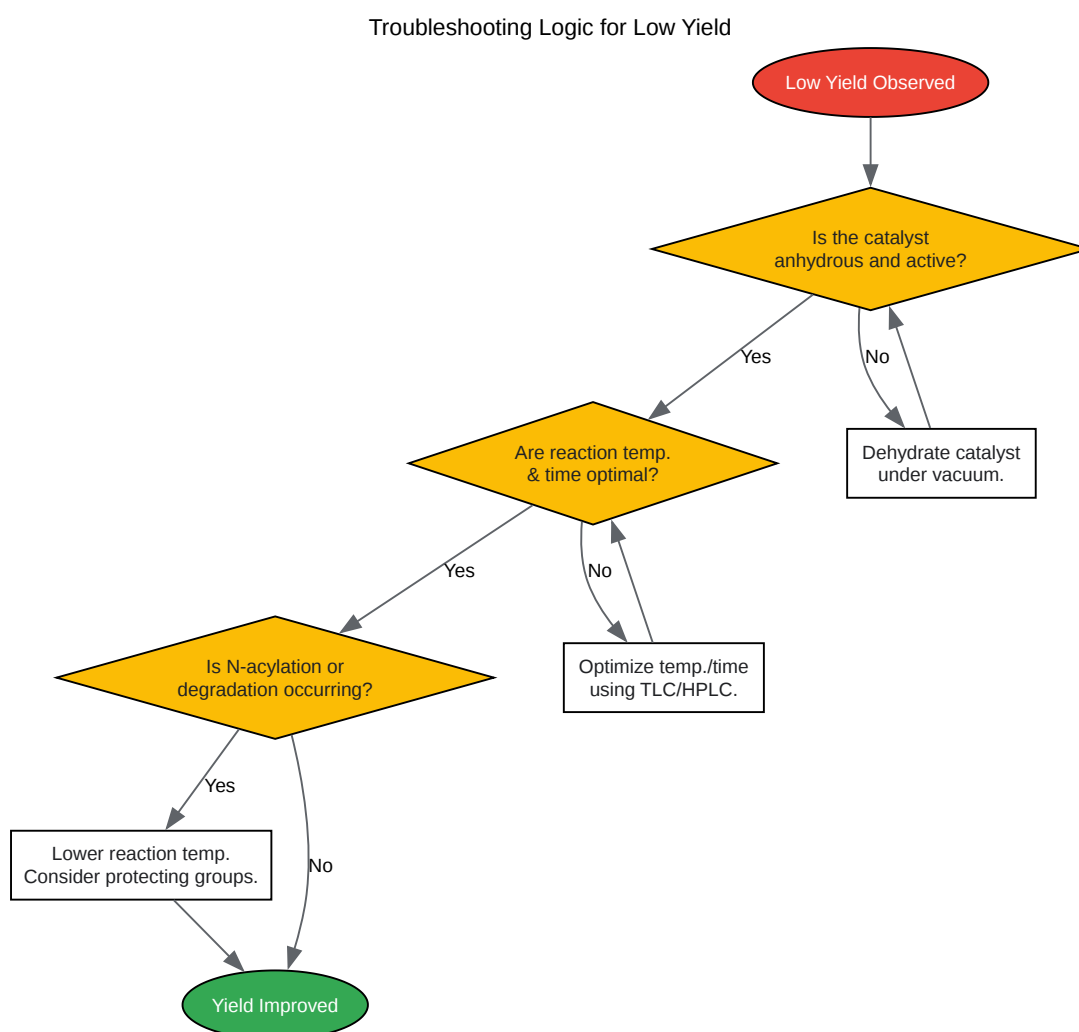 Troubleshooting Logic for Low Yield
Low Yield Observed
Is the catalyst
anhydrous and active?
Yes
No
Dehydrate catalyst
under vacuum.
Are reaction temp.
& time optimal?
Yes
No
Optimize temp./time
using TLC/HPLC.
Is N-acylation or
degradation occurring?
Yes
No
Lower reaction temp.
Consider protecting groups.
Yield Improved